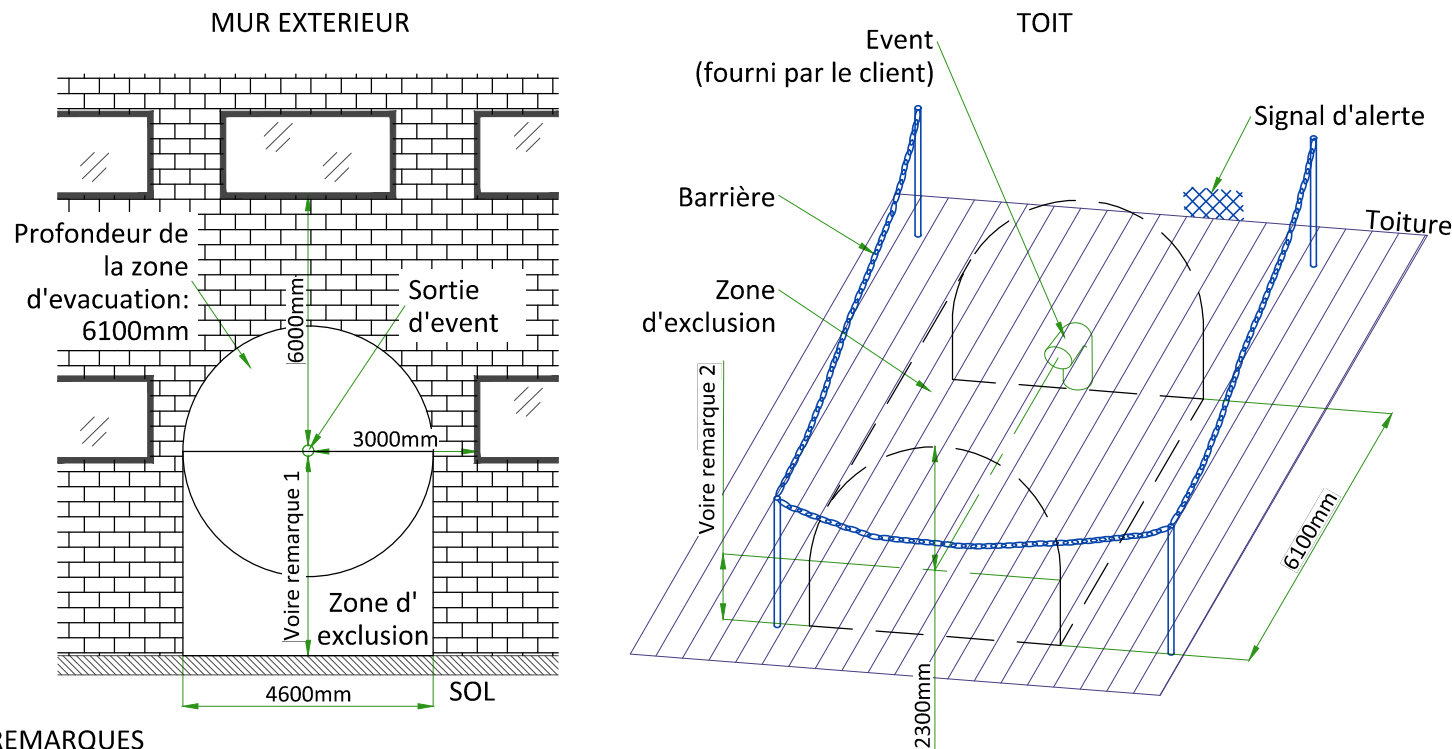 MUR EXTERIEUR
Profondeur de
la zone
d'evacuation:
6100mm
6000mm
Sortie
d'event
3000mm
Voire remarque 1
Zone d'
exclusion
4600mm
SOL
REMARQUES
TOIT
Event
(fourni par le client)
Signal d'alerte
Barrière
Toiture
Zone
d'exclusion
Voire remarque 2
6100mm
2300mm